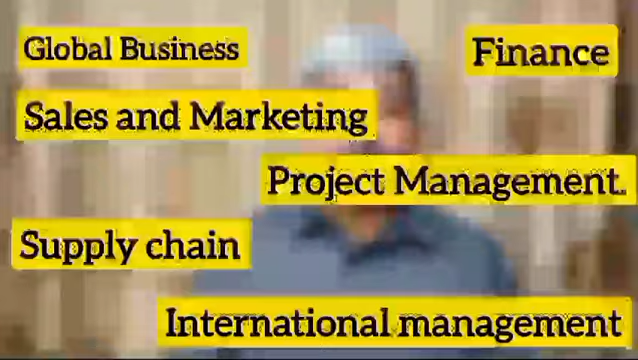 Global Business
Finance
Sales and Marketing
Project Management.
Supply chain
International management